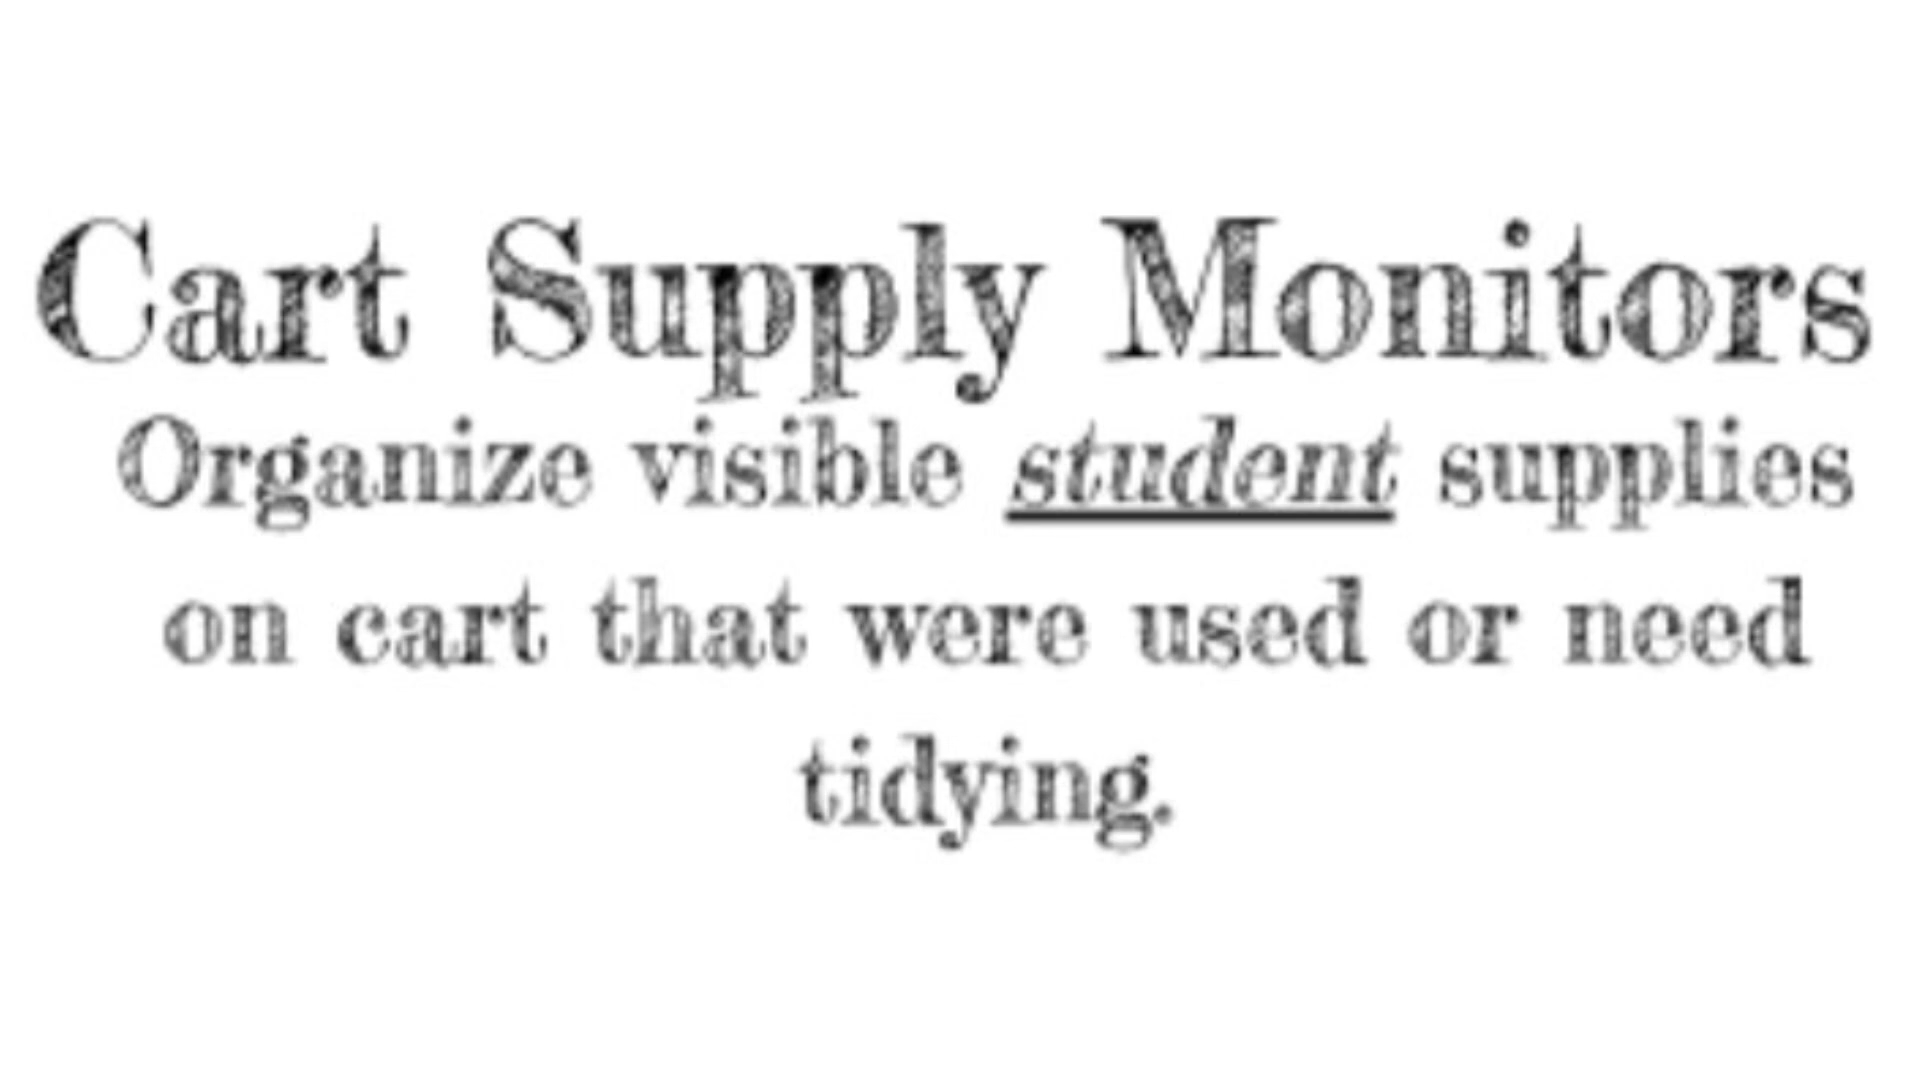 Cart Supply Monitors
Organize visible student supplies
on cart that were used or need
tidying.